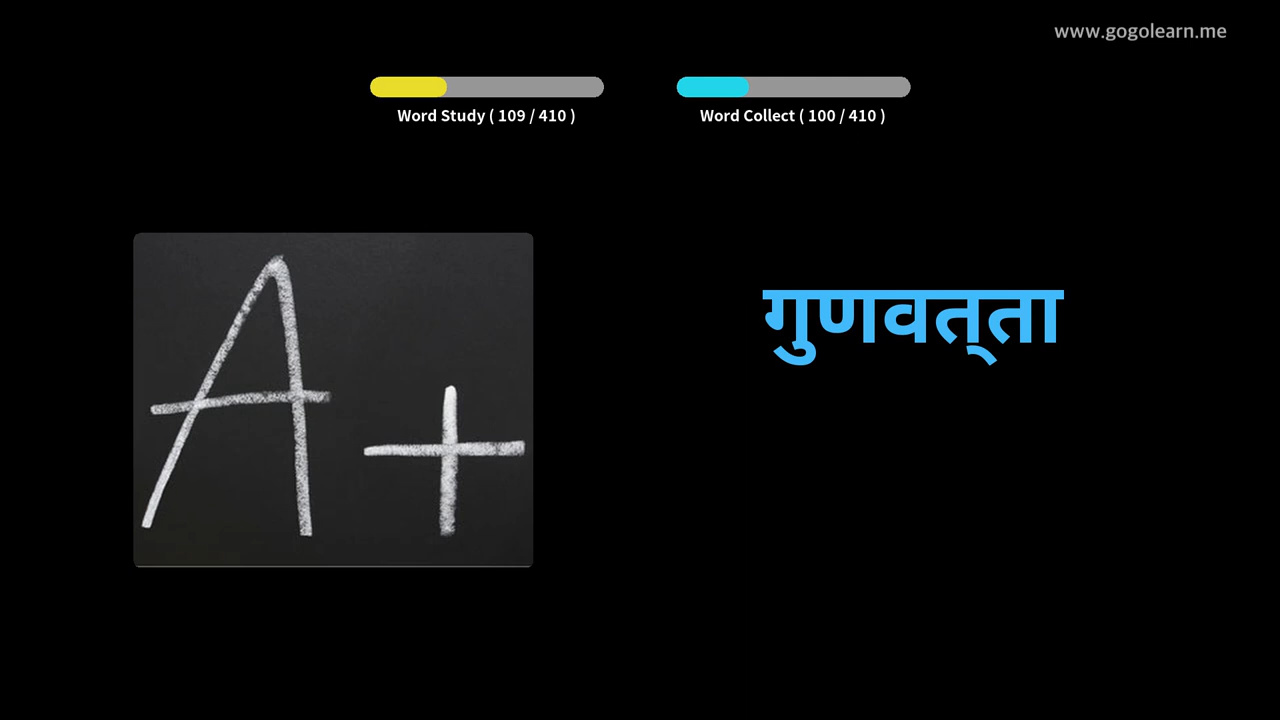 www.gogolearn.me
Word Study ( 109 / 410 )
Word Collect ( 100 / 410 )
A+
गुणवत्‌ता